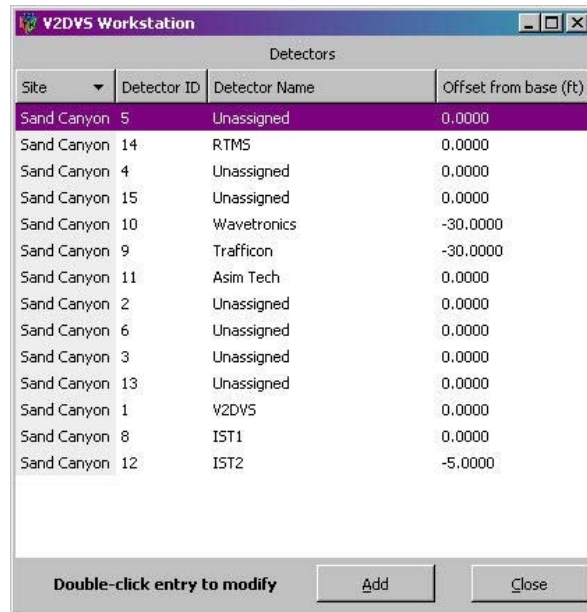 V2DVS Workstation
Detectors
Site Detector ID Detector Name Offset from base (ft)
Sand Canyon 5 Unassigned 0.0000
Sand Canyon 14 RTMS 0.0000
Sand Canyon 4 Unassigned 0.0000
Sand Canyon 15 Unassigned 0.0000
Sand Canyon 10 Wavetronics -30.0000
Sand Canyon 9 Trafficon -30.0000
Sand Canyon 11 Asim Tech 0.0000
Sand Canyon 2 Unassigned 0.0000
Sand Canyon 6 Unassigned 0.0000
Sand Canyon 3 Unassigned 0.0000
Sand Canyon 13 Unassigned 0.0000
Sand Canyon 1 V2DVS 0.0000
Sand Canyon 8 IST1 0.0000
Sand Canyon 12 IST2 -5.0000
Double-click entry to modify Add Close